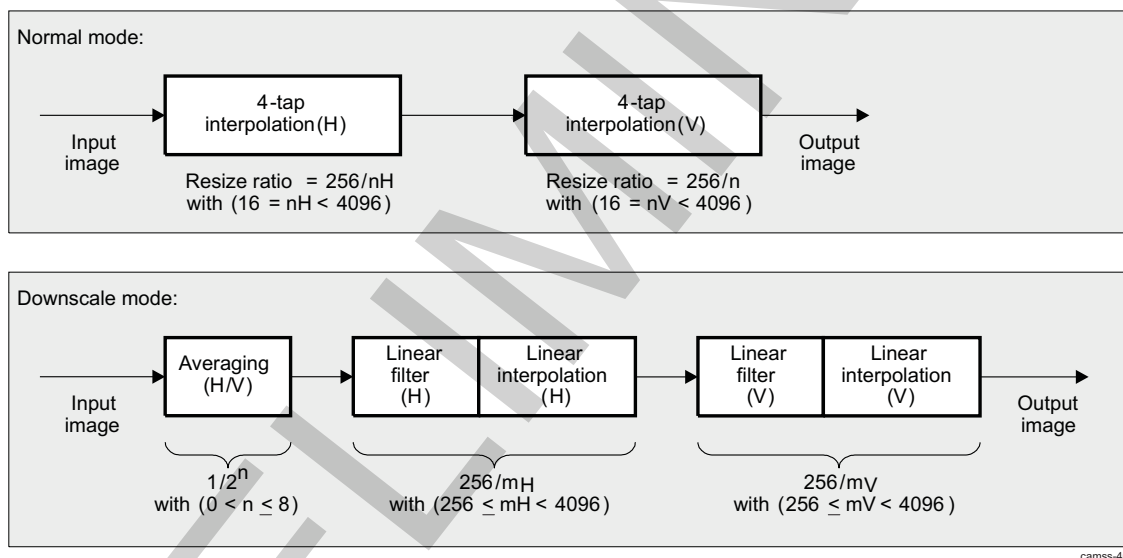 Normal mode:
4-tap
interpolation(H)
4-tap
interpolation(V)
Input
image
Output
image
Resize ratio = 256/nH
with (16 = nH < 4096)
Resize ratio = 256/n
with (16 = nV < 4096)
Downscale mode:
Averaging
(H/V)
Linear
filter
(H)
Linear
interpolation
(H)
Linear
filter
(V)
Linear
interpolation
(V)
Input
image
Output
image
1/2ⁿ
with (0 < n ≤ 8)
256/mH
with (256 ≤ mH < 4096)
256/mV
with (256 ≤ mV < 4096)
camss-4
ELIMIN